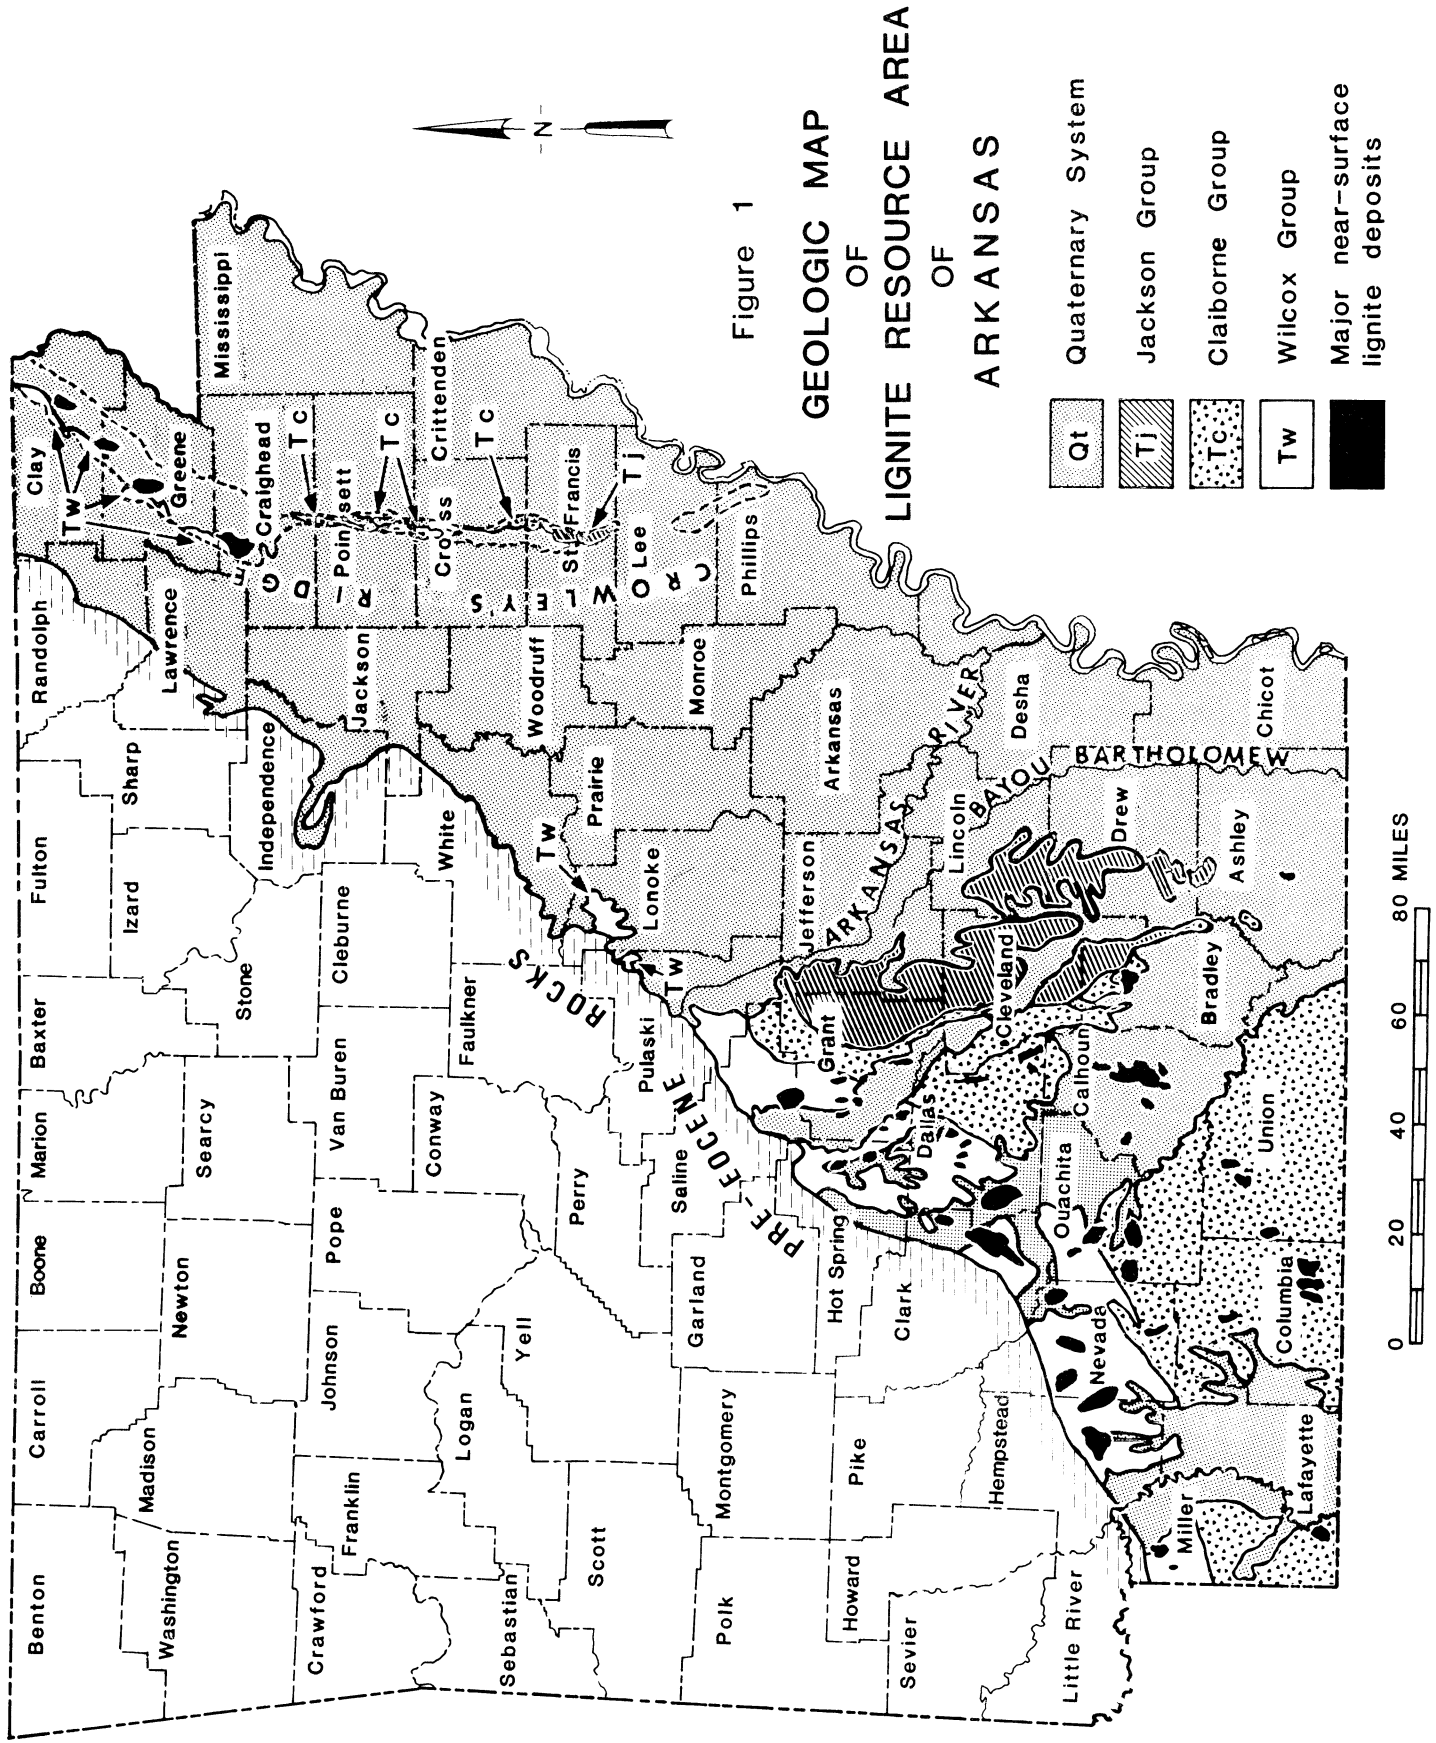 Figure 1
GEOLOGIC MAP
OF
LIGNITE RESOURCE AREA
OF
ARKANSAS
N
Qt Quaternary System
Tj Jackson Group
Tc Claiborne Group
Tw Wilcox Group
Major near-surface
lignite deposits
0 20 40 60 80 MILES
Benton
Carroll
Boone
Marion
Baxter
Fulton
Randolph
Clay
Washington
Madison
Newton
Searcy
Stone
Izard
Sharp
Lawrence
Greene
Crawford
Franklin
Johnson
Pope
Van Buren
Cleburne
Independence
Jackson
Craighead
Mississippi
Sebastian
Logan
Conway
Faulkner
White
Woodruff
Poinsett
Cross
Crittenden
Scott
Yell
Perry
Pulaski
Lonoke
Prairie
Monroe
St Francis
Lee
Phillips
Polk
Montgomery
Garland
Saline
Hot Spring
Grant
Jefferson
Arkansas
Howard
Pike
Clark
Dallas
Cleveland
Lincoln
Desha
Sevier
Hempstead
Nevada
Ouachita
Calhoun
Bradley
Drew
Little River
Miller
Lafayette
Columbia
Union
Ashley
Chicot
PRE-EOCENE ROCKS
CROWLEY'S RIDGE
ARKANSAS RIVER
BAYOU BARTHOLOMEW
Tw
Tc
Tc
Tc
Tj
Tw
Tw